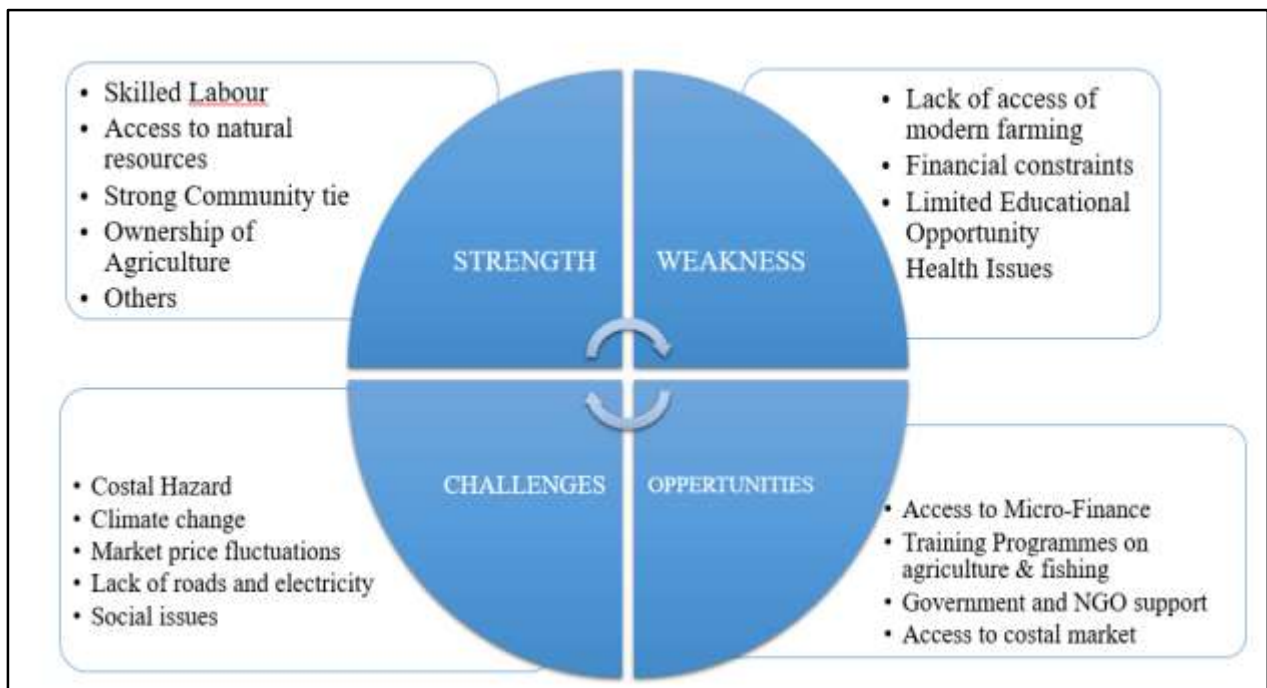 • Skilled Labour
• Access to natural
resources
• Strong Community tie
• Ownership of
Agriculture
• Others
STRENGTH
WEAKNESS
• Lack of access of
modern farming
• Financial constraints
• Limited Educational
Opportunity
Health Issues
• Costal Hazard
• Climate change
• Market price fluctuations
• Lack of roads and electricity
• Social issues
CHALLENGES
OPPERTUNITIES
• Access to Micro-Finance
• Training Programmes on
agriculture & fishing
• Government and NGO support
• Access to costal market